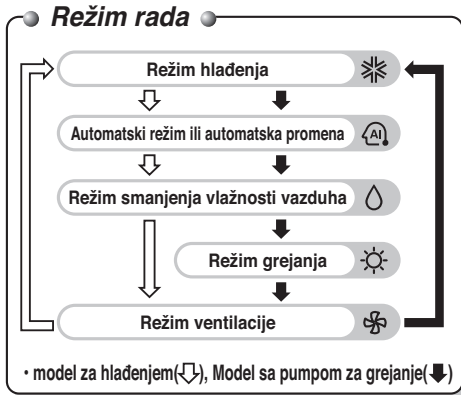 Režim rada
Režim hlađenja
Automatski režim ili automatska promena
AI
Režim smanjenja vlažnosti vazduha
Režim grejanja
Režim ventilacije
· model za hlađenjem(⇩), Model sa pumpom za grejanje(⬇)